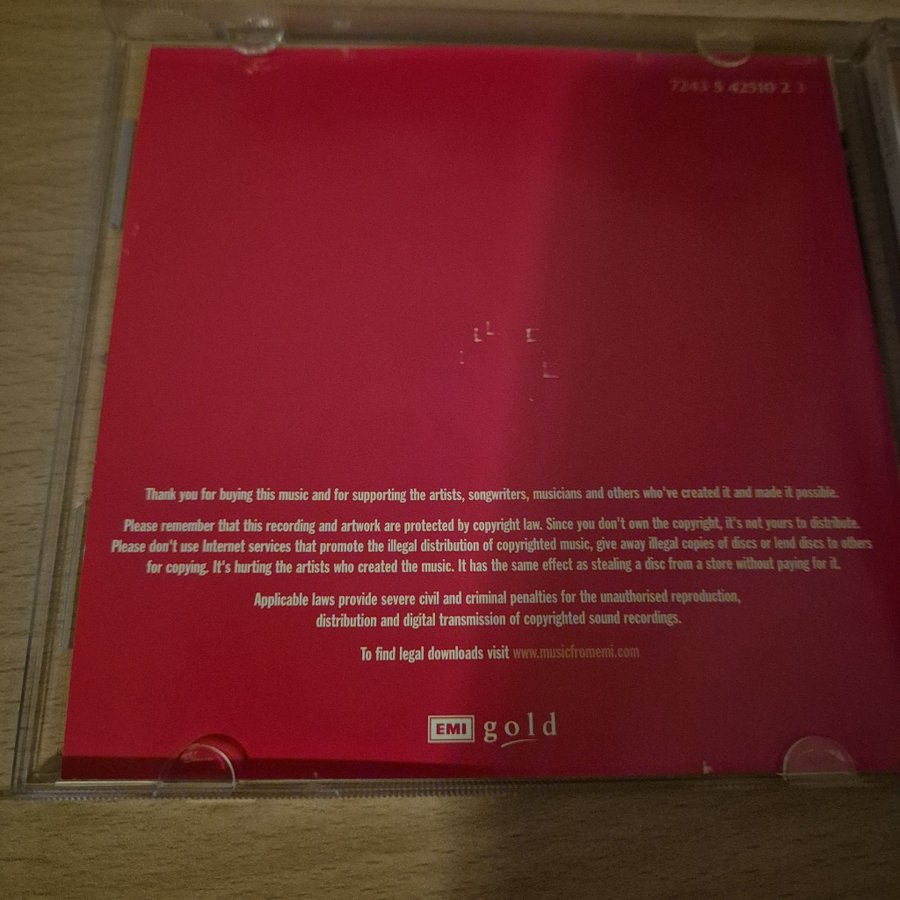 7243 5 42510 2 3
Thank you for buying this music and for supporting the artists, songwriters, musicians and others who've created it and made it possible.
Please remember that this recording and artwork are protected by copyright law. Since you don't own the copyright, it's not yours to distribute.
Please don't use Internet services that promote the illegal distribution of copyrighted music, give away illegal copies of discs or lend discs to others
for copying. It's hurting the artists who created the music. It has the same effect as stealing a disc from a store without paying for it.
Applicable laws provide severe civil and criminal penalties for the unauthorised reproduction,
distribution and digital transmission of copyrighted sound recordings.
To find legal downloads visit www.musicfromemi.com
EMI gold